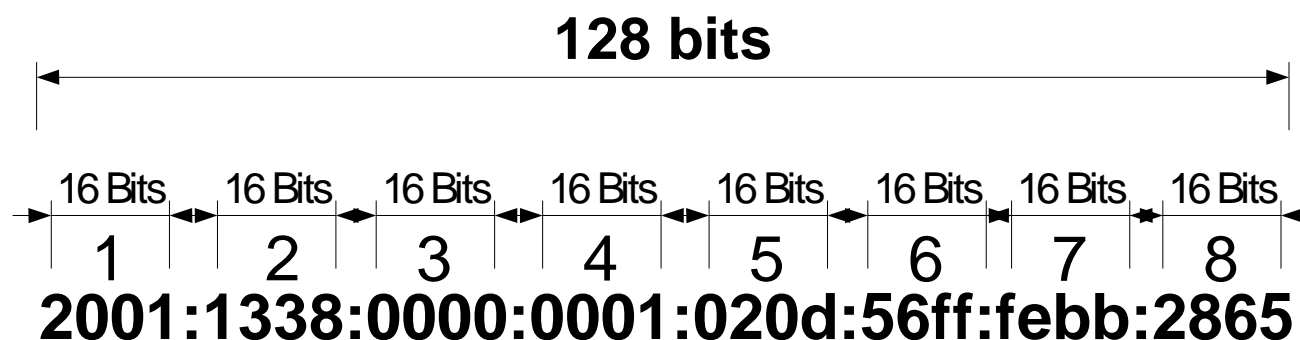 128 bits
16 Bits 16 Bits 16 Bits 16 Bits 16 Bits 16 Bits 16 Bits 16 Bits
1 2 3 4 5 6 7 8
2001:1338:0000:0001:020d:56ff:febb:2865